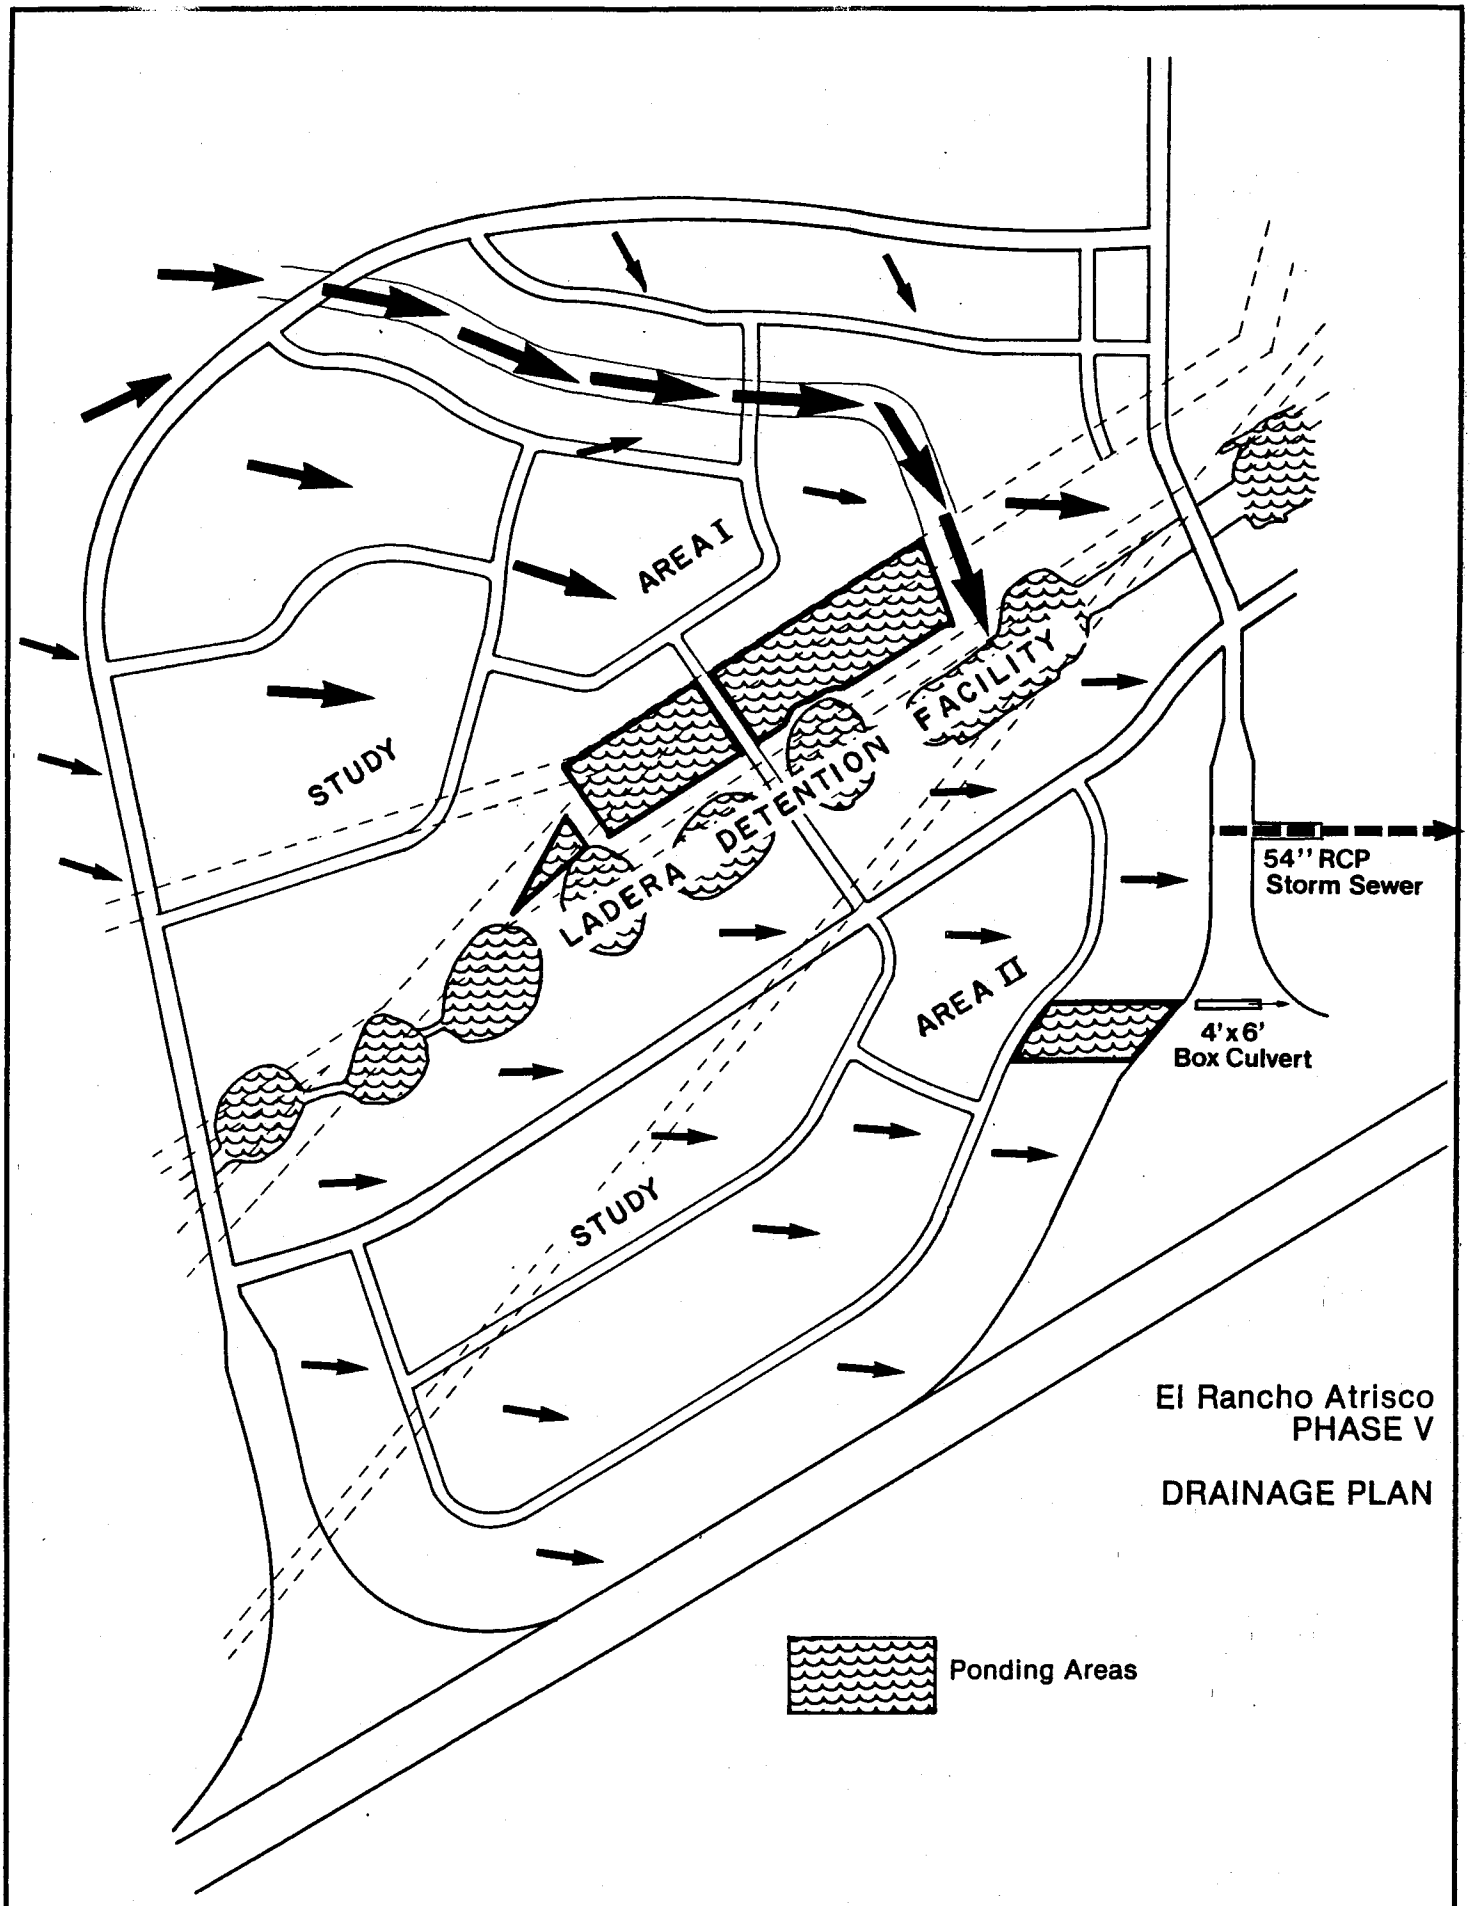 STUDY AREA I
LADERA DETENTION FACILITY
54'' RCP
Storm Sewer
STUDY AREA II
4'x6'
Box Culvert
El Rancho Atrisco
PHASE V
DRAINAGE PLAN
Ponding Areas